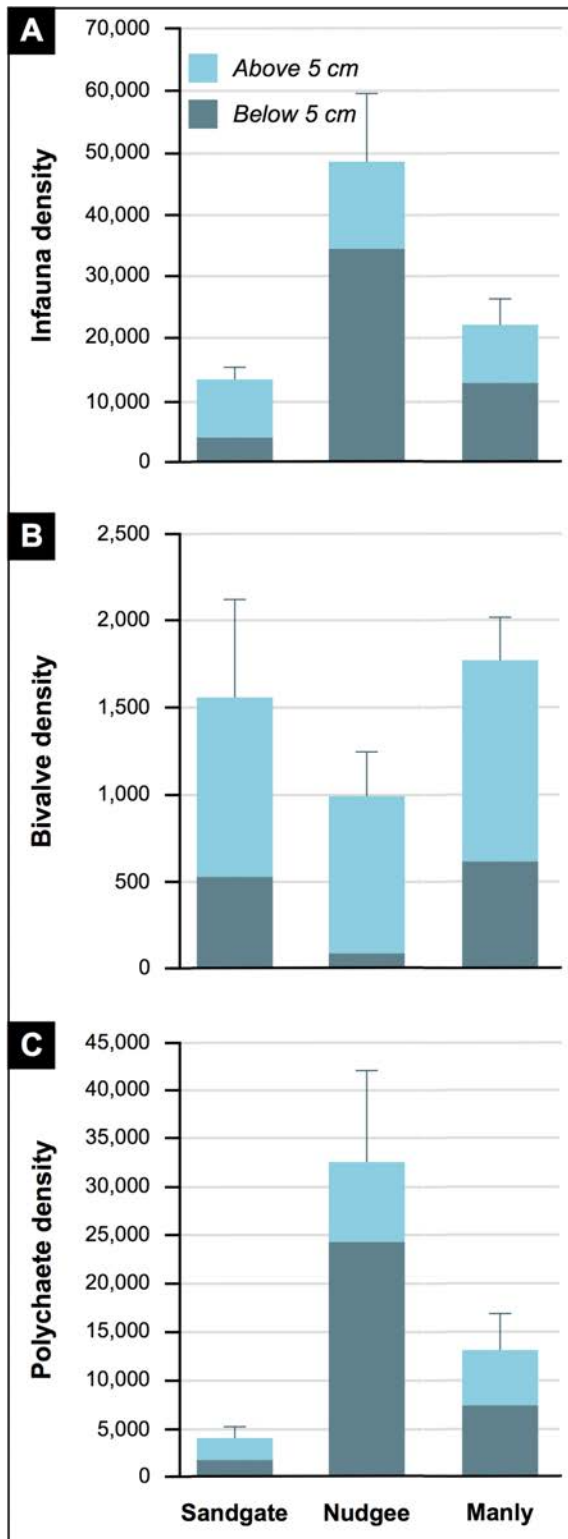 A
Infauna density
70,000
60,000
50,000
40,000
30,000
20,000
10,000
0
Above 5 cm
Below 5 cm
B
Bivalve density
2,500
2,000
1,500
1,000
500
0
C
Polychaete density
45,000
40,000
35,000
30,000
25,000
20,000
15,000
10,000
5,000
0
Sandgate Nudgee Manly